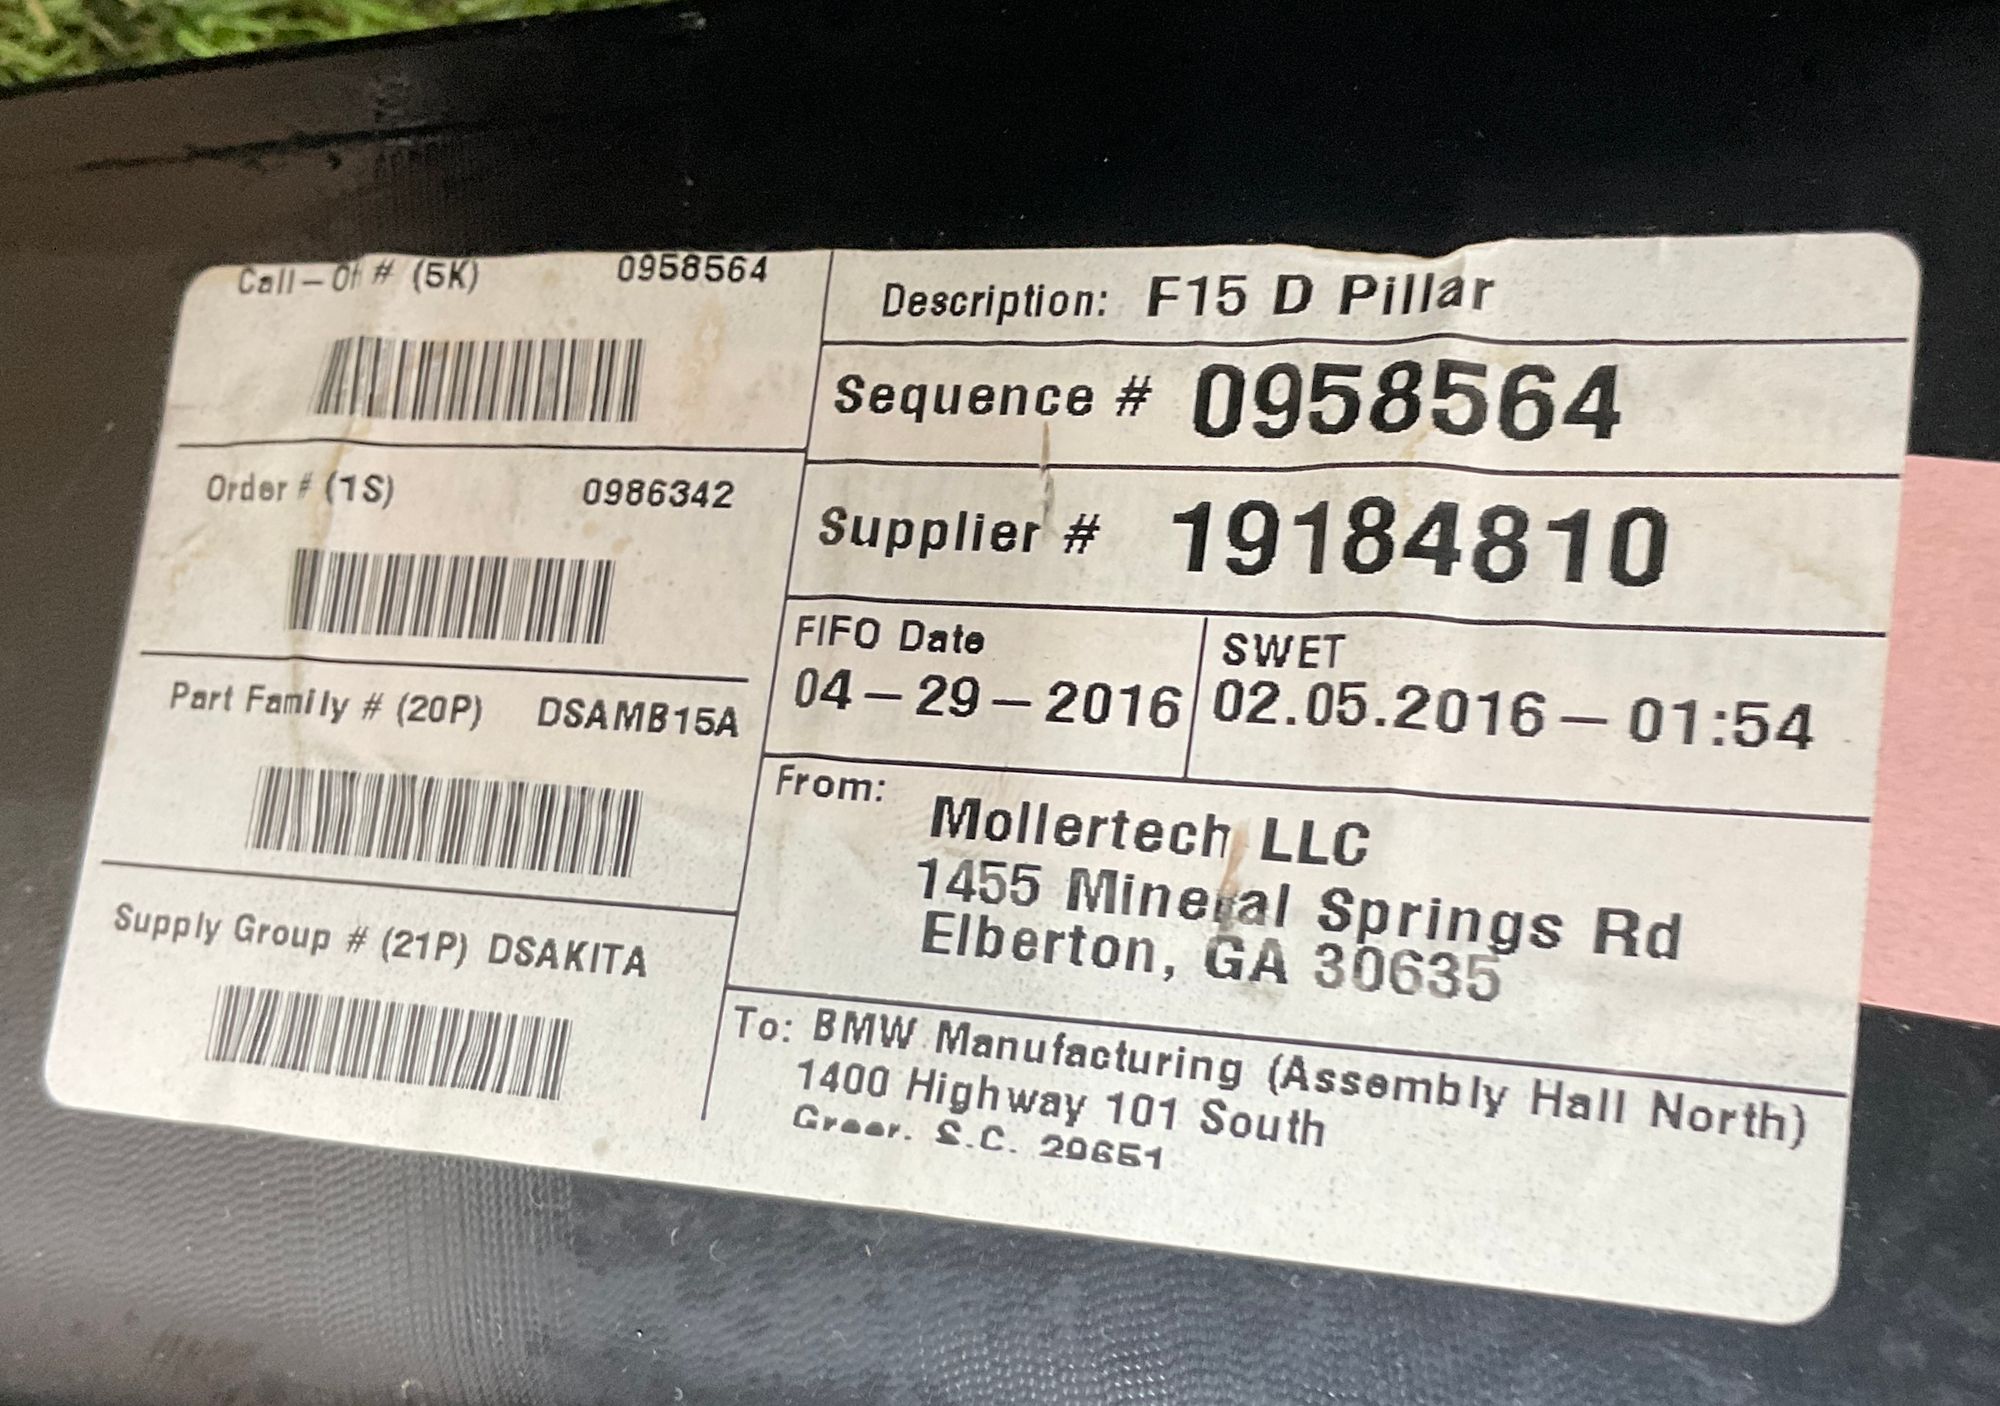 Call-Of # (5K) 0958564
Order # (1S) 0986342
Part Family # (20P) DSAMB15A
Supply Group # (21P) DSAKITA
Description: F15 D Pillar
Sequence # 0958564
Supplier # 19184810
FIFO Date
04-29-2016
SWET
02.05.2016-01:54
From:
Mollertech LLC
1455 Mineral Springs Rd
Elberton, GA 30635
To: BMW Manufacturing (Assembly Hall North)
1400 Highway 101 South
Greer, S.C. 29651